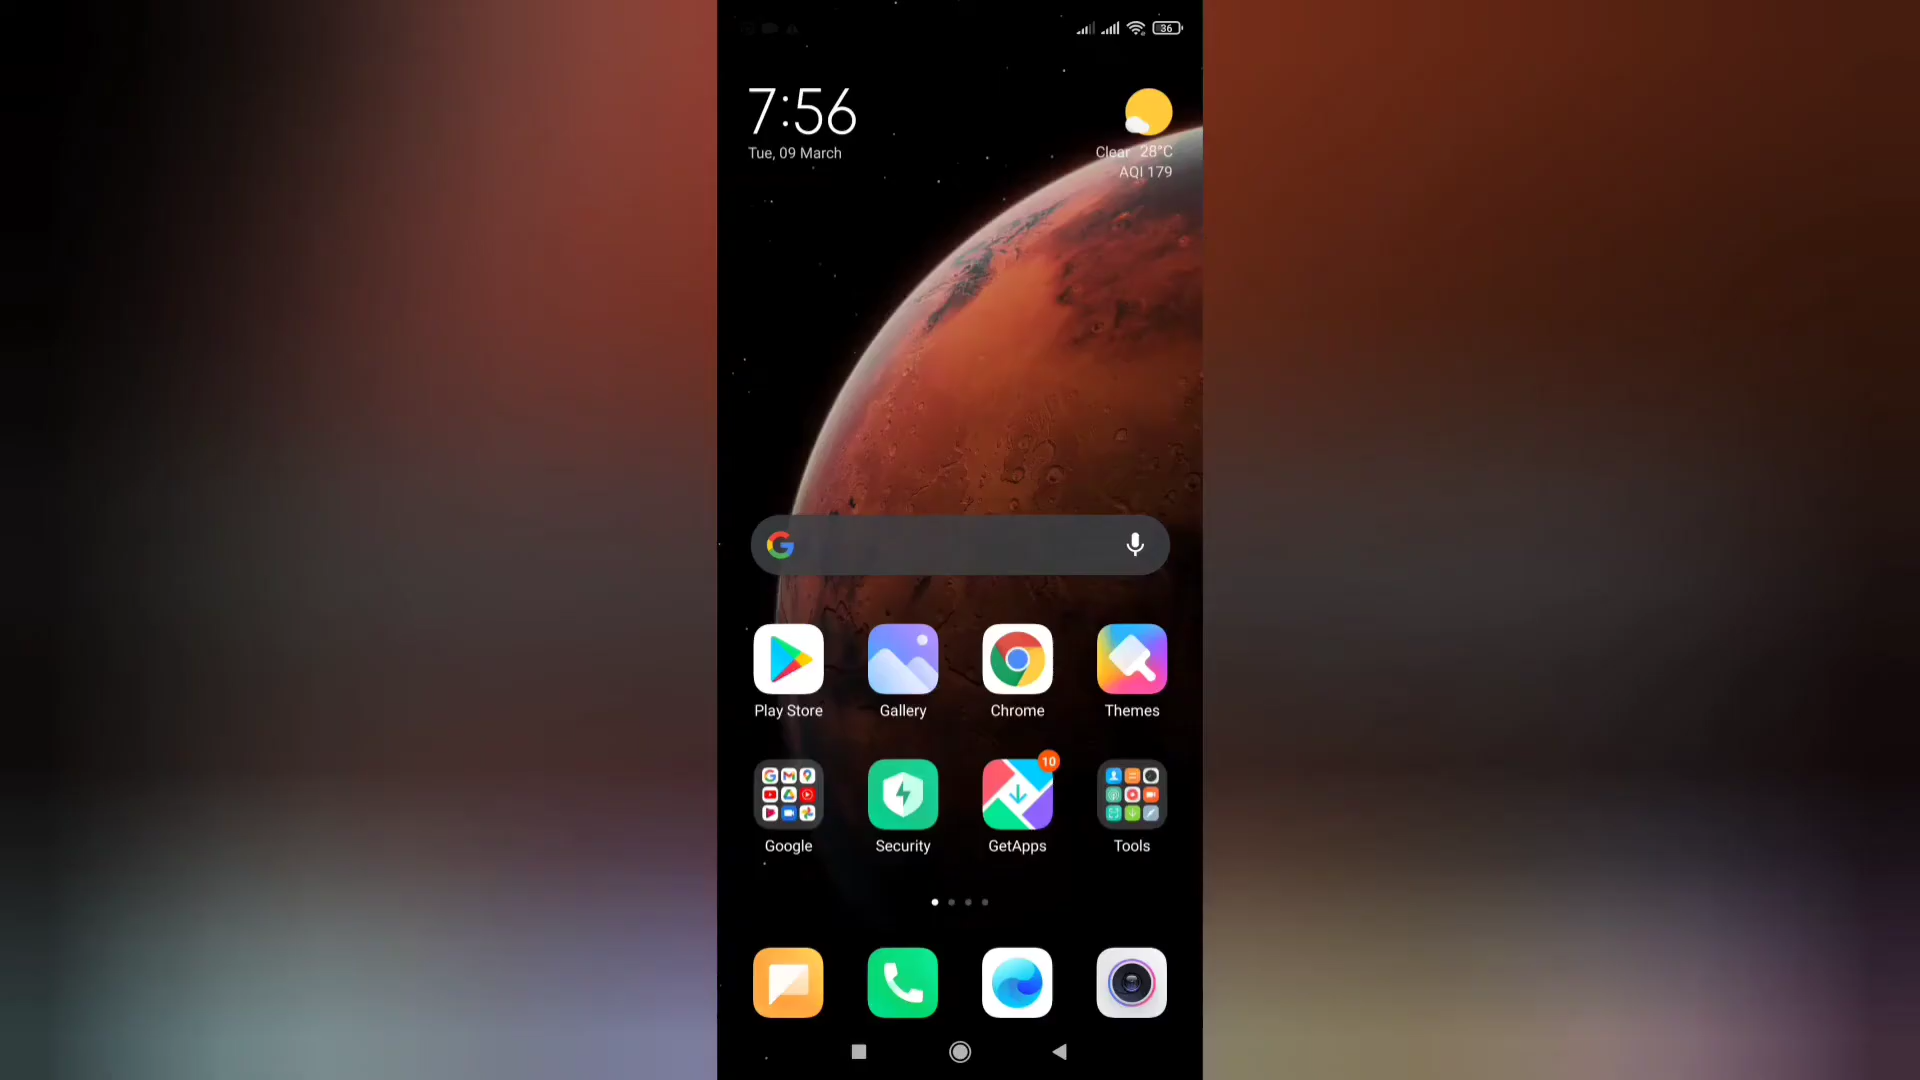 36
7:56
Tue, 09 March
Clear 28°C
AQI 179
Play Store
Gallery
Chrome
Themes
10
Google
Security
GetApps
Tools